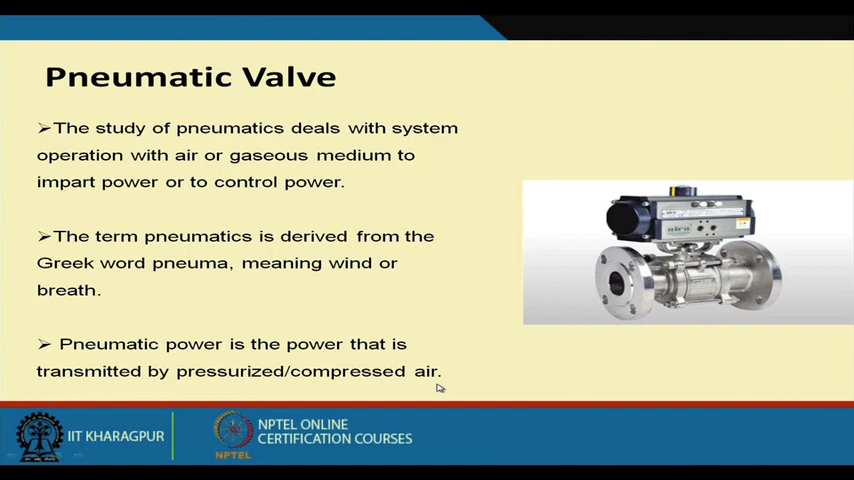 Pneumatic Valve
➢The study of pneumatics deals with system
operation with air or gaseous medium to
impart power or to control power.
➢The term pneumatics is derived from the
Greek word pneuma, meaning wind or
breath.
➢ Pneumatic power is the power that is
transmitted by pressurized/compressed air.
aira
IIT KHARAGPUR
NPTEL
NPTEL ONLINE
CERTIFICATION COURSES